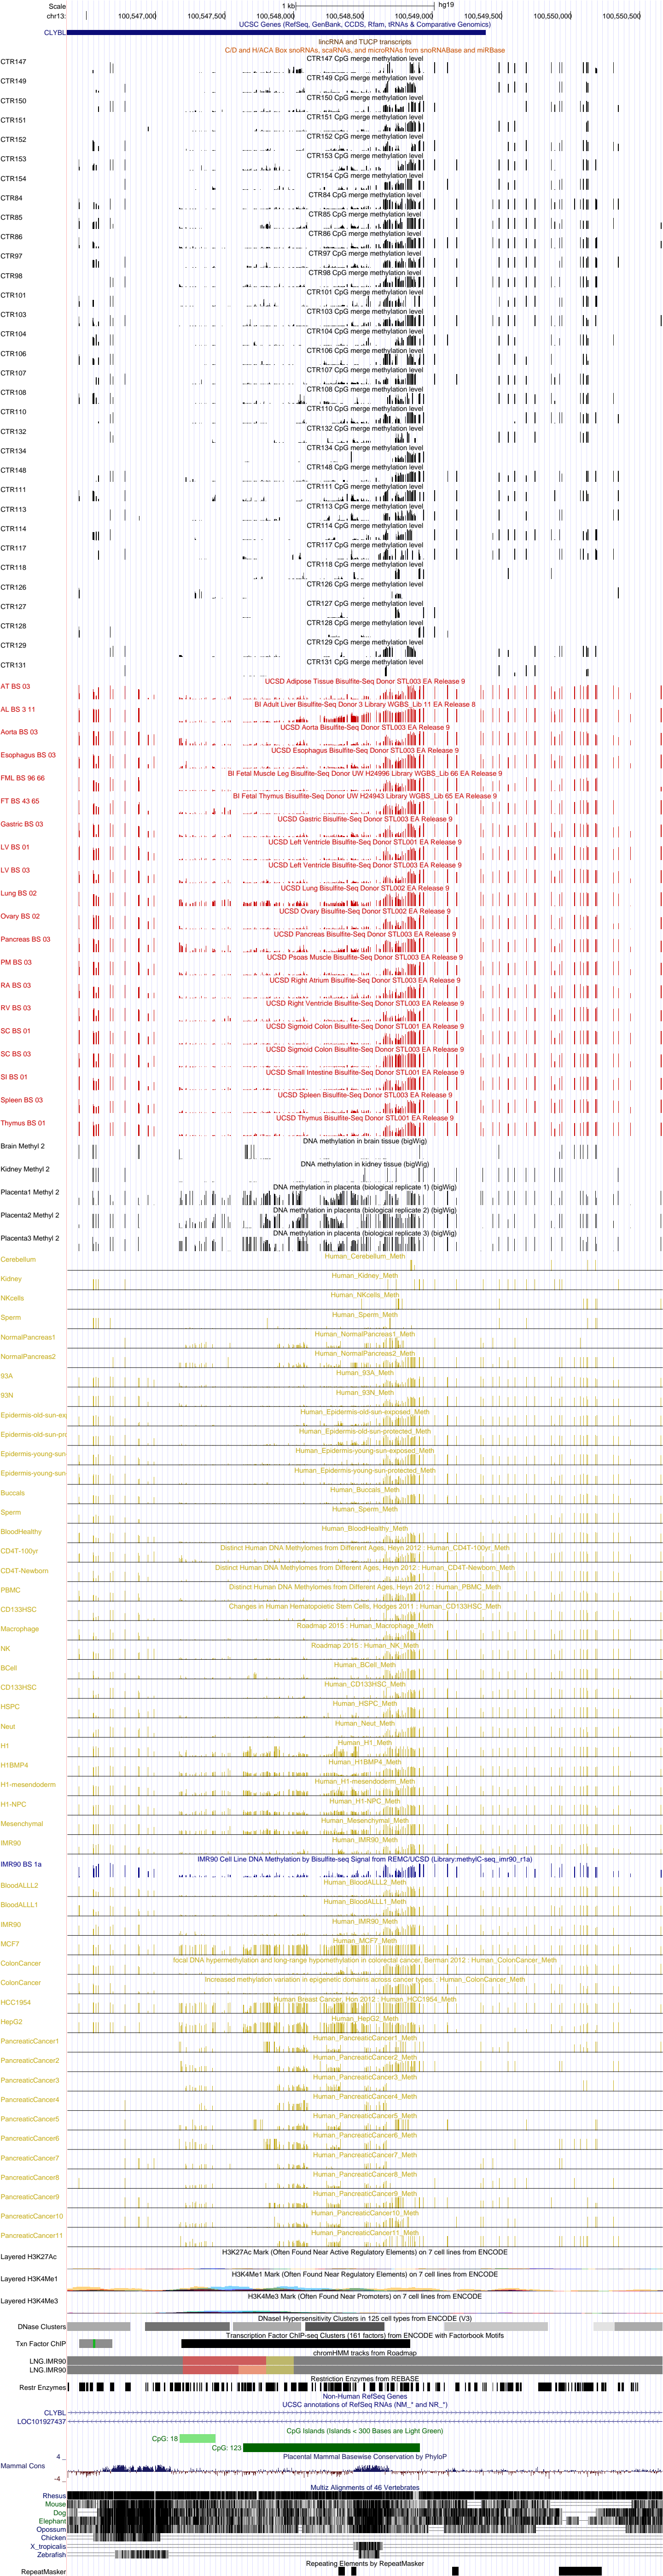 Scale 1 kb hg19
chr13: 100,547,000 100,547,500 100,548,000 100,548,500 100,549,000 100,549,500 100,550,000 100,550,500
UCSC Genes (RefSeq, GenBank, CCDS, Rfam, tRNAs & Comparative Genomics)
CLYBL
lincRNA and TUCP transcripts
C/D and H/ACA Box snoRNAs, scaRNAs, and microRNAs from snoRNABase and miRBase
CTR147 CTR147 CpG merge methylation level
CTR149 CTR149 CpG merge methylation level
CTR150 CTR150 CpG merge methylation level
CTR151 CTR151 CpG merge methylation level
CTR152 CTR152 CpG merge methylation level
CTR153 CTR153 CpG merge methylation level
CTR154 CTR154 CpG merge methylation level
CTR84 CTR84 CpG merge methylation level
CTR85 CTR85 CpG merge methylation level
CTR86 CTR86 CpG merge methylation level
CTR97 CTR97 CpG merge methylation level
CTR98 CTR98 CpG merge methylation level
CTR101 CTR101 CpG merge methylation level
CTR103 CTR103 CpG merge methylation level
CTR104 CTR104 CpG merge methylation level
CTR106 CTR106 CpG merge methylation level
CTR107 CTR107 CpG merge methylation level
CTR108 CTR108 CpG merge methylation level
CTR110 CTR110 CpG merge methylation level
CTR132 CTR132 CpG merge methylation level
CTR134 CTR134 CpG merge methylation level
CTR148 CTR148 CpG merge methylation level
CTR111 CTR111 CpG merge methylation level
CTR113 CTR113 CpG merge methylation level
CTR114 CTR114 CpG merge methylation level
CTR117 CTR117 CpG merge methylation level
CTR118 CTR118 CpG merge methylation level
CTR126 CTR126 CpG merge methylation level
CTR127 CTR127 CpG merge methylation level
CTR128 CTR128 CpG merge methylation level
CTR129 CTR129 CpG merge methylation level
CTR131 CTR131 CpG merge methylation level
AT BS 03 UCSD Adipose Tissue Bisulfite-Seq Donor STL003 EA Release 9
AL BS 3 11 BI Adult Liver Bisulfite-Seq Donor 3 Library WGBS_Lib 11 EA Release 8
Aorta BS 03 UCSD Aorta Bisulfite-Seq Donor STL003 EA Release 9
Esophagus BS 03 UCSD Esophagus Bisulfite-Seq Donor STL003 EA Release 9
FML BS 96 66 BI Fetal Muscle Leg Bisulfite-Seq Donor UW H24996 Library WGBS_Lib 66 EA Release 9
FT BS 43 65 BI Fetal Thymus Bisulfite-Seq Donor UW H24943 Library WGBS_Lib 65 EA Release 9
Gastric BS 03 UCSD Gastric Bisulfite-Seq Donor STL003 EA Release 9
LV BS 01 UCSD Left Ventricle Bisulfite-Seq Donor STL001 EA Release 9
LV BS 03 UCSD Left Ventricle Bisulfite-Seq Donor STL003 EA Release 9
Lung BS 02 UCSD Lung Bisulfite-Seq Donor STL002 EA Release 9
Ovary BS 02 UCSD Ovary Bisulfite-Seq Donor STL002 EA Release 9
Pancreas BS 03 UCSD Pancreas Bisulfite-Seq Donor STL003 EA Release 9
PM BS 03 UCSD Psoas Muscle Bisulfite-Seq Donor STL003 EA Release 9
RA BS 03 UCSD Right Atrium Bisulfite-Seq Donor STL003 EA Release 9
RV BS 03 UCSD Right Ventricle Bisulfite-Seq Donor STL003 EA Release 9
SC BS 01 UCSD Sigmoid Colon Bisulfite-Seq Donor STL001 EA Release 9
SC BS 03 UCSD Sigmoid Colon Bisulfite-Seq Donor STL003 EA Release 9
SI BS 01 UCSD Small Intestine Bisulfite-Seq Donor STL001 EA Release 9
Spleen BS 03 UCSD Spleen Bisulfite-Seq Donor STL003 EA Release 9
Thymus BS 01 UCSD Thymus Bisulfite-Seq Donor STL001 EA Release 9
Brain Methyl 2 DNA methylation in brain tissue (bigWig)
Kidney Methyl 2 DNA methylation in kidney tissue (bigWig)
Placenta1 Methyl 2 DNA methylation in placenta (biological replicate 1) (bigWig)
Placenta2 Methyl 2 DNA methylation in placenta (biological replicate 2) (bigWig)
Placenta3 Methyl 2 DNA methylation in placenta (biological replicate 3) (bigWig)
Cerebellum Human_Cerebellum_Meth
Kidney Human_Kidney_Meth
NKcells Human_NKcells_Meth
Sperm Human_Sperm_Meth
NormalPancreas1 Human_NormalPancreas1_Meth
NormalPancreas2 Human_NormalPancreas2_Meth
93A Human_93A_Meth
93N Human_93N_Meth
Epidermis-old-sun-ex Human_Epidermis-old-sun-exposed_Meth
Epidermis-old-sun-pro Human_Epidermis-old-sun-protected_Meth
Epidermis-young-sun Human_Epidermis-young-sun-exposed_Meth
Epidermis-young-sun Human_Epidermis-young-sun-protected_Meth
Buccals Human_Buccals_Meth
Sperm Human_Sperm_Meth
BloodHealthy Human_BloodHealthy_Meth
CD4T-100yr Distinct Human DNA Methylomes from Different Ages, Heyn 2012 : Human_CD4T-100yr_Meth
CD4T-Newborn Distinct Human DNA Methylomes from Different Ages, Heyn 2012 : Human_CD4T-Newborn_Meth
PBMC Distinct Human DNA Methylomes from Different Ages, Heyn 2012 : Human_PBMC_Meth
CD133HSC Changes in Human Hematopoietic Stem Cells, Hodges 2011 : Human_CD133HSC_Meth
Macrophage Roadmap 2015 : Human_Macrophage_Meth
NK Roadmap 2015 : Human_NK_Meth
BCell Human_BCell_Meth
CD133HSC Human_CD133HSC_Meth
HSPC Human_HSPC_Meth
Neut Human_Neut_Meth
H1 Human_H1_Meth
H1BMP4 Human_H1BMP4_Meth
H1-mesendoderm Human_H1-mesendoderm_Meth
H1-NPC Human_H1-NPC_Meth
Mesenchymal Human_Mesenchymal_Meth
IMR90 Human_IMR90_Meth
IMR90 BS 1a IMR90 Cell Line DNA Methylation by Bisulfite-seq Signal from REMC/UCSD (Library:methylC-seq_imr90_r1a)
BloodALLL2 Human_BloodALLL2_Meth
BloodALLL1 Human_BloodALLL1_Meth
IMR90 Human_IMR90_Meth
MCF7 Human_MCF7_Meth
ColonCancer focal DNA hypermethylation and long-range hypomethylation in colorectal cancer, Berman 2012 : Human_ColonCancer_Meth
ColonCancer Increased methylation variation in epigenetic domains across cancer types, : Human_ColonCancer_Meth
HCC1954 Human Breast Cancer, Hon 2012 : Human_HCC1954_Meth
HepG2 Human_HepG2_Meth
PancreaticCancer1 Human_PancreaticCancer1_Meth
PancreaticCancer2 Human_PancreaticCancer2_Meth
PancreaticCancer3 Human_PancreaticCancer3_Meth
PancreaticCancer4 Human_PancreaticCancer4_Meth
PancreaticCancer5 Human_PancreaticCancer5_Meth
PancreaticCancer6 Human_PancreaticCancer6_Meth
PancreaticCancer7 Human_PancreaticCancer7_Meth
PancreaticCancer8 Human_PancreaticCancer8_Meth
PancreaticCancer9 Human_PancreaticCancer9_Meth
PancreaticCancer10 Human_PancreaticCancer10_Meth
PancreaticCancer11 Human_PancreaticCancer11_Meth
Layered H3K27Ac H3K27Ac Mark (Often Found Near Active Regulatory Elements) on 7 cell lines from ENCODE
Layered H3K4Me1 H3K4Me1 Mark (Often Found Near Regulatory Elements) on 7 cell lines from ENCODE
Layered H3K4Me3 H3K4Me3 Mark (Often Found Near Promoters) on 7 cell lines from ENCODE
DNaseI Hypersensitivity Clusters in 125 cell types from ENCODE (V3)
DNase Clusters
Transcription Factor ChIP-seq Clusters (161 factors) from ENCODE with Factorbook Motifs
Txn Factor ChIP
chromHMM tracks from Roadmap
LNG.IMR90
LNG.IMR90
Restriction Enzymes from REBASE
Restr Enzymes
Non-Human RefSeq Genes
UCSC annotations of RefSeq RNAs (NM_* and NR_*)
CLYBL
LOC101927437
CpG Islands (Islands < 300 Bases are Light Green)
CpG: 18
CpG: 123
Placental Mammal Basewise Conservation by PhyloP
4 _
Mammal Cons
-4 _
Multiz Alignments of 46 Vertebrates
Rhesus
Mouse
Dog
Elephant
Opossum
Chicken
X_tropicalis
Zebrafish
Repeating Elements by RepeatMasker
RepeatMasker